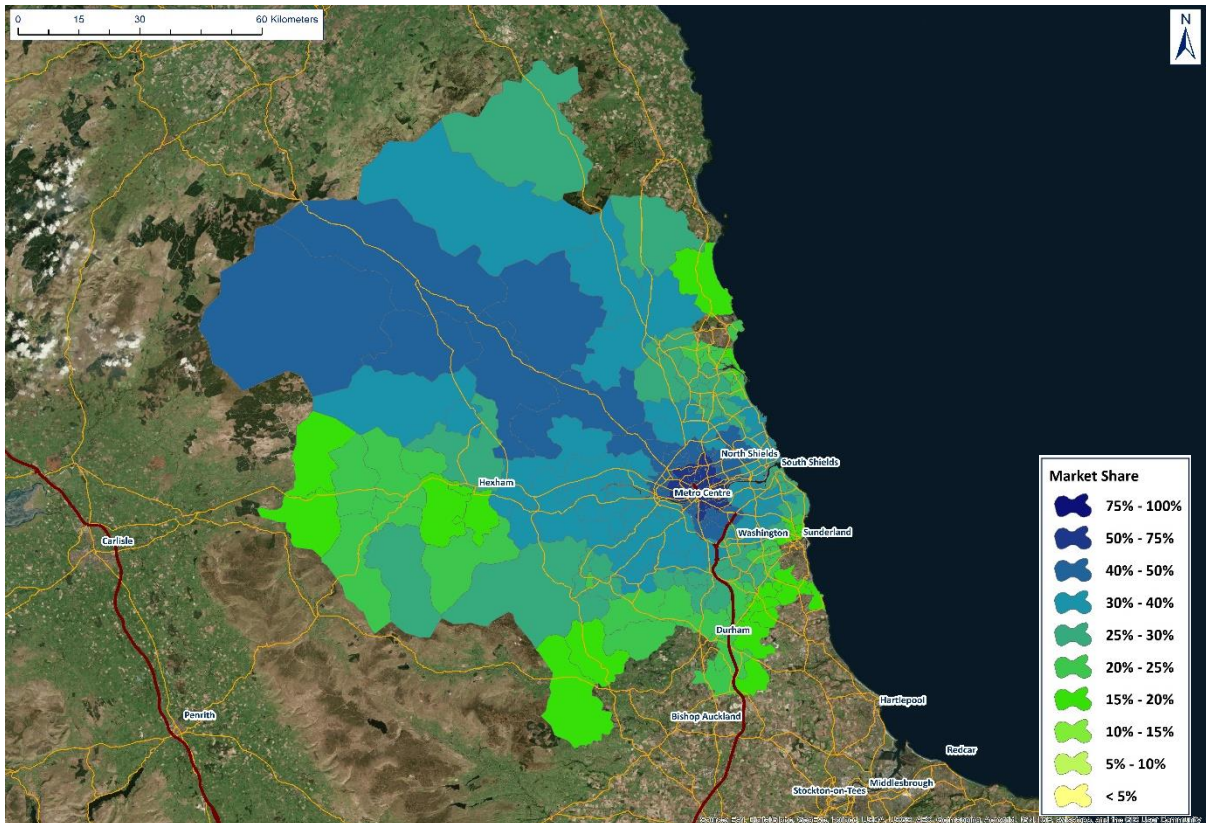 0 15 30 60 Kilometers
N
North Shields
South Shields
Metro Centre
Hexham
Washington
Sunderland
Carlisle
Durham
Penrith
Bishop Auckland
Hartlepool
Redcar
Middlesbrough
Stockton-on-Tees
Market Share
75% - 100%
50% - 75%
40% - 50%
30% - 40%
25% - 30%
20% - 25%
15% - 20%
10% - 15%
5% - 10%
< 5%